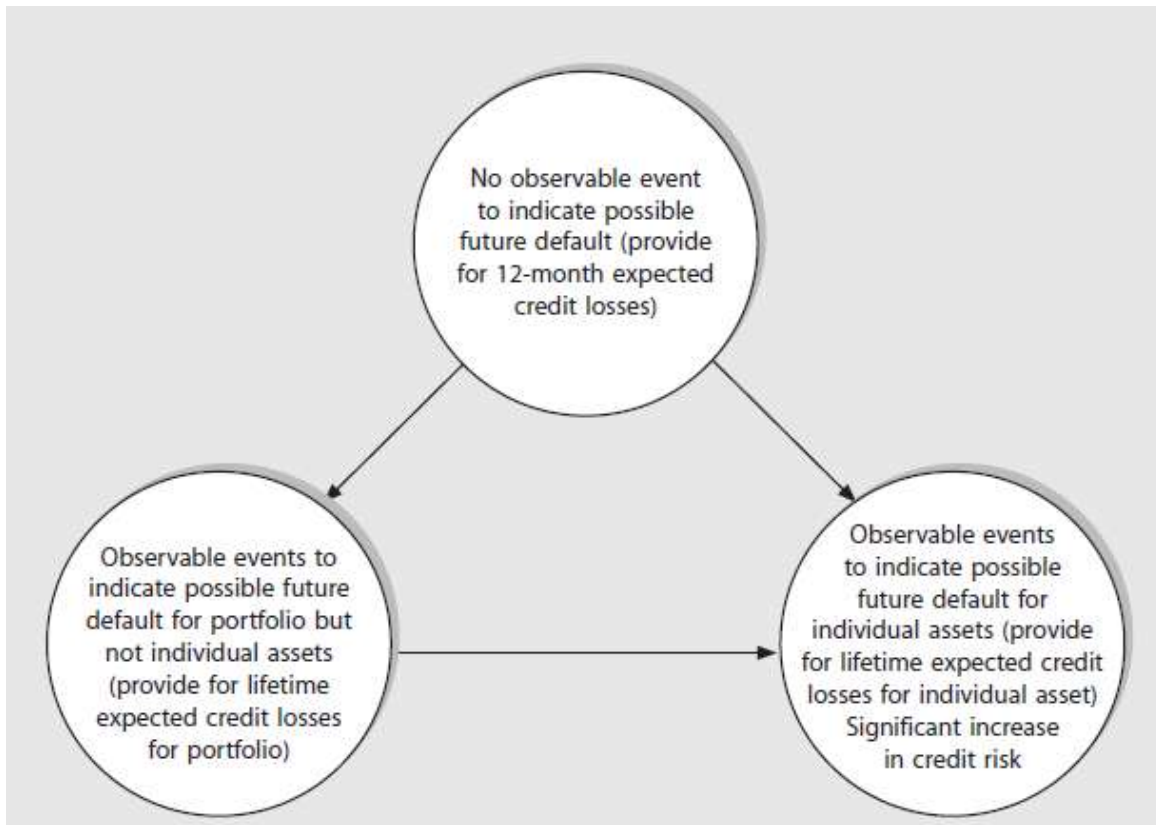 No observable event
to indicate possible
future default (provide
for 12-month expected
credit losses)
Observable events to
indicate possible future
default for portfolio but
not individual assets
(provide for lifetime
expected credit losses
for portfolio)
Observable events
to indicate possible
future default for
individual assets (provide
for lifetime expected credit
losses for individual asset)
Significant increase
in credit risk